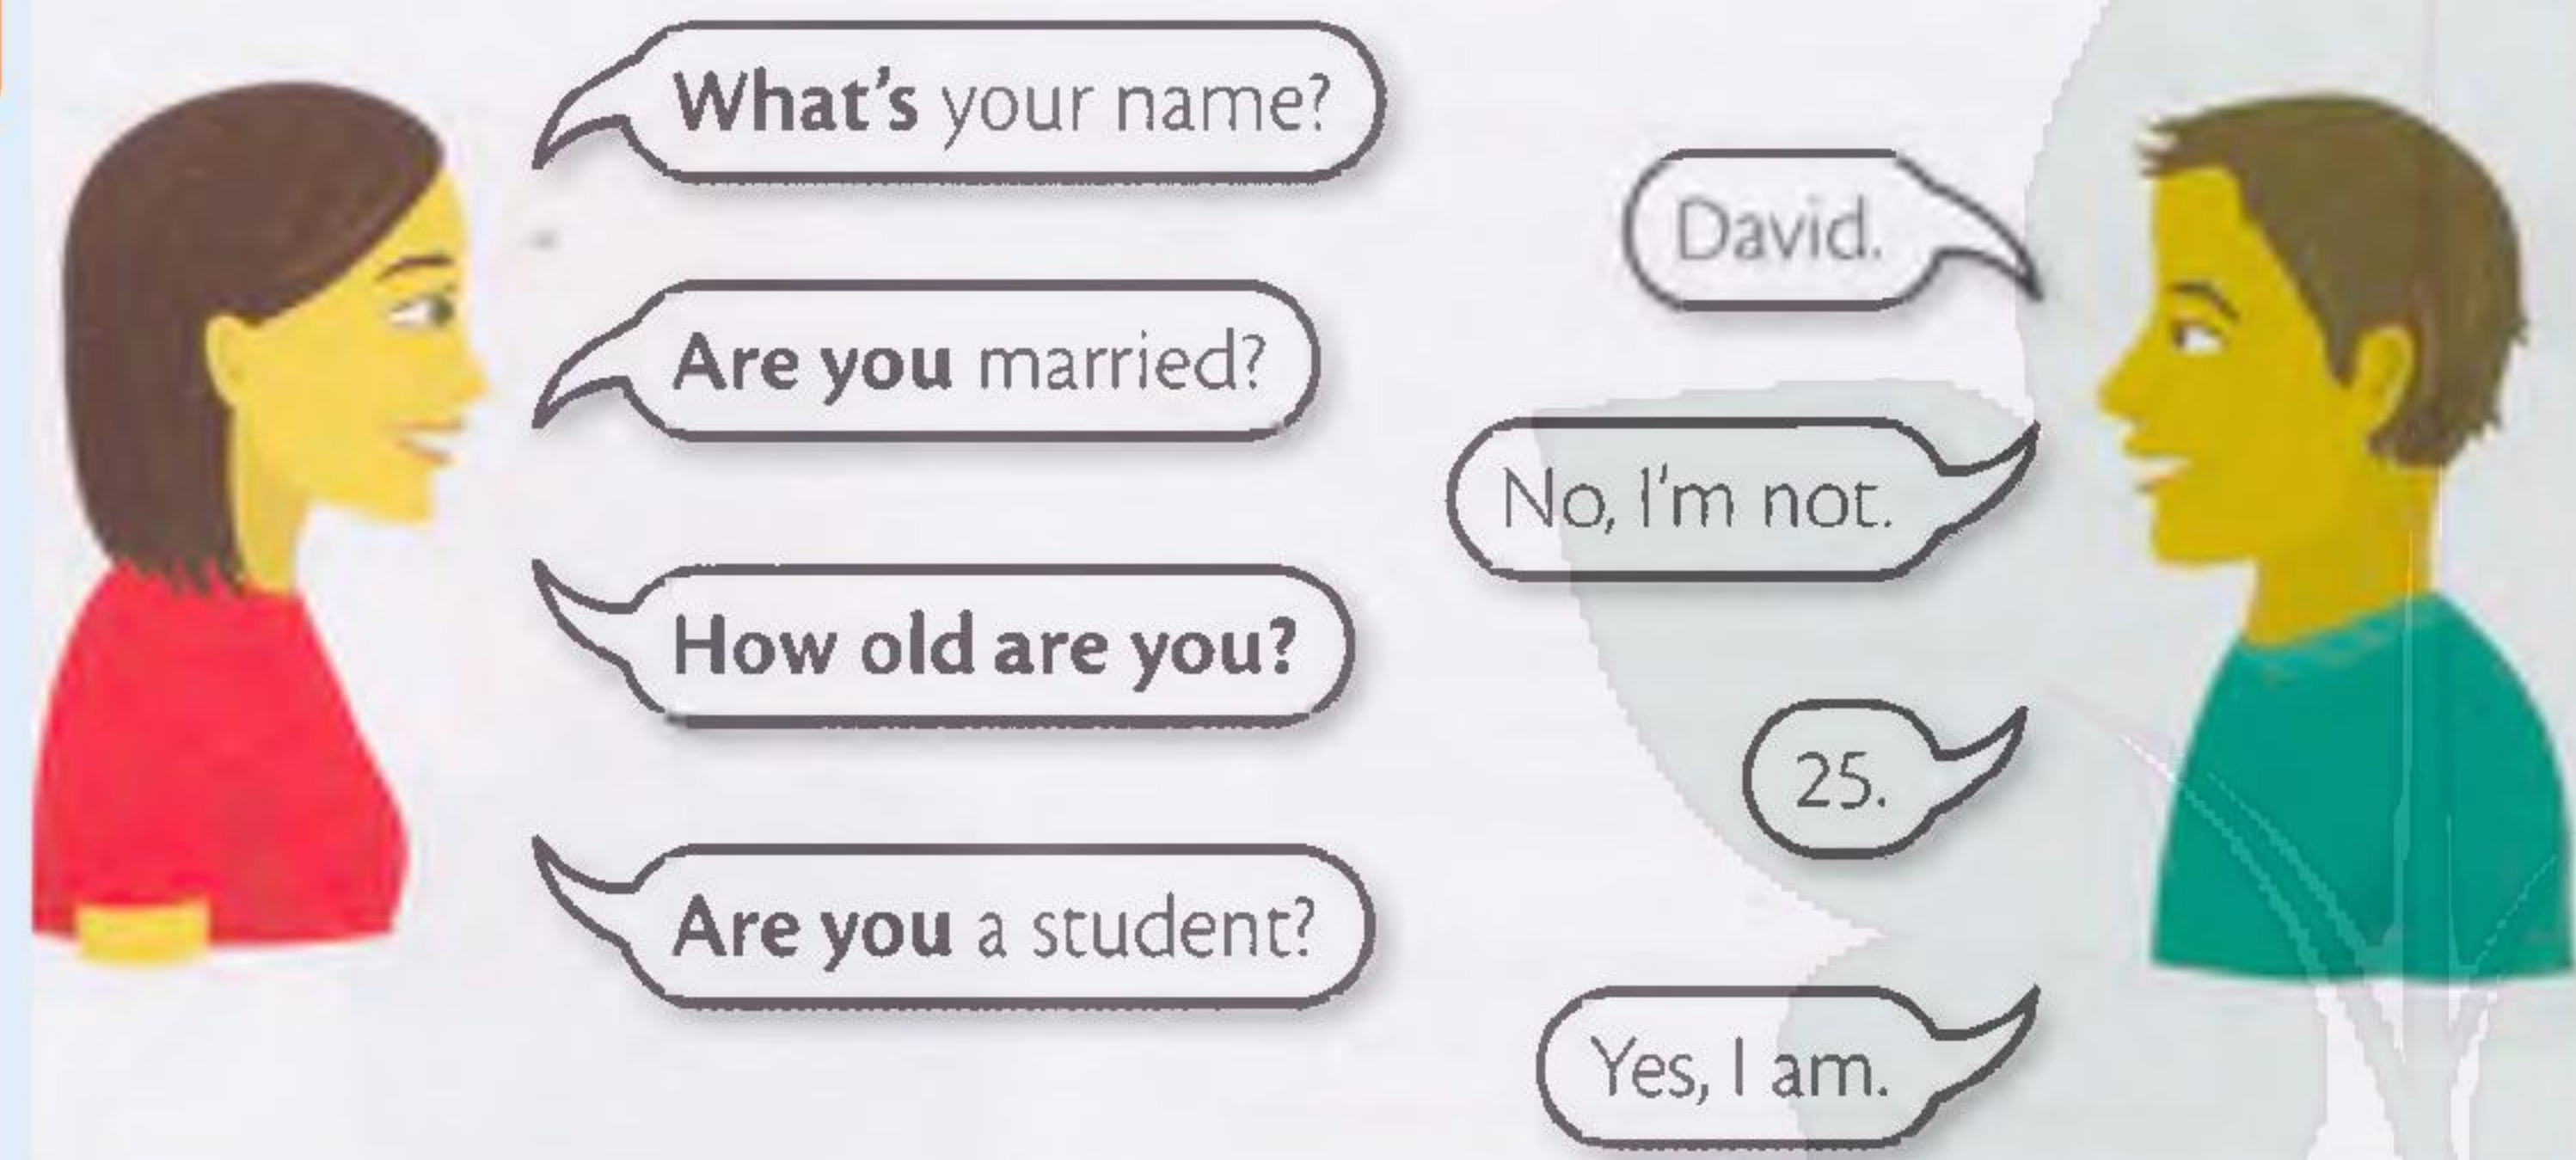 What's your name?
David.
Are you married?
No, I'm not.
How old are you?
25.
Are you a student?
Yes, I am.